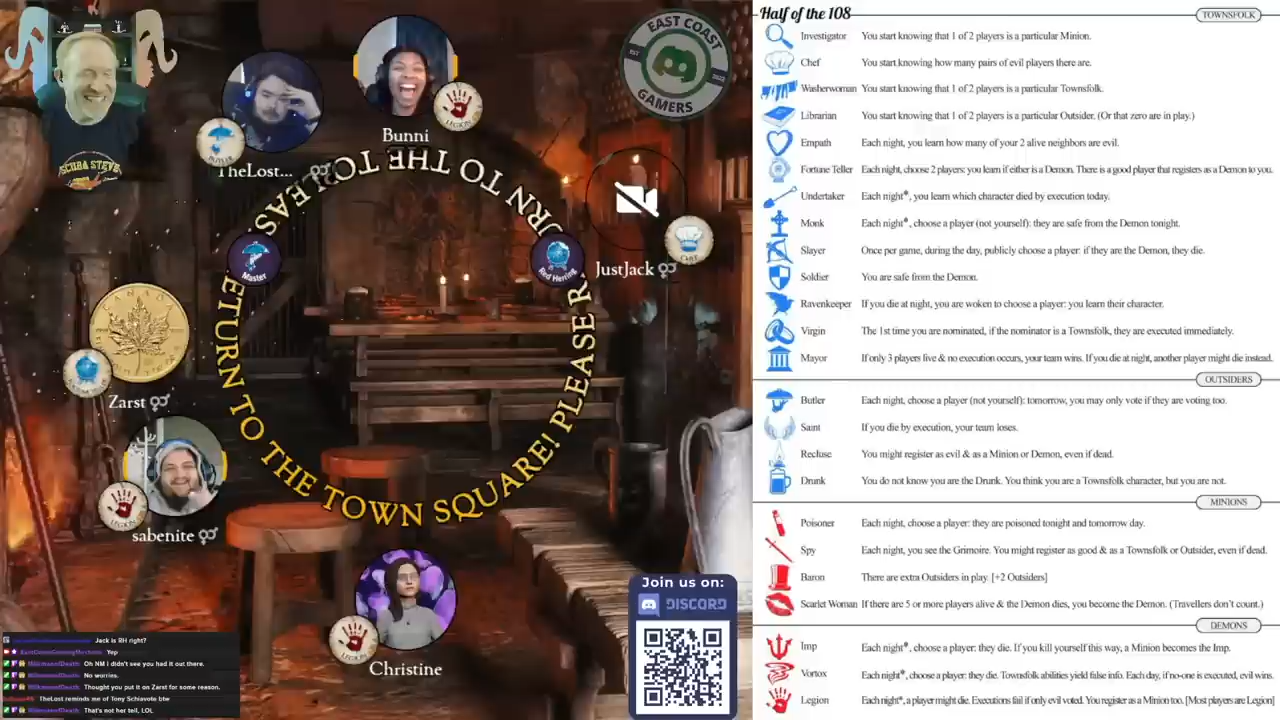 SCUBA STEVE
EAST COAST
EST
2022
GAMERS
TheLost...
BUTLER
Bunni
LEGION
JustJack
CHEF
PLEASE RETURN TO THE TOWN SQUARE!
Master
Red Herring
CANADA
Zarst
sabenite
LEGION
Christine
LEGION
Jack is RH right?
EastCoastGamingMechans: Yep
MilkmanofDeath: Oh NM I didn't see you had it out there.
MilkmanofDeath: No worries.
MilkmanofDeath: Thought you put it on Zarst for some reason.
TheLost reminds me of Tony Schiavola btw
MilkmanofDeath: That's not her tell, LOL
Join us on:
DISCORD
Half of the 108
TOWNSFOLK
Investigator You start knowing that 1 of 2 players is a particular Minion.
Chef You start knowing how many pairs of evil players there are.
Washerwoman You start knowing that 1 of 2 players is a particular Townsfolk.
Librarian You start knowing that 1 of 2 players is a particular Outsider. (Or that zero are in play.)
Empath Each night, you learn how many of your 2 alive neighbors are evil.
Fortune Teller Each night, choose 2 players: you learn if either is a Demon. There is a good player that registers as a Demon to you.
Undertaker Each night*, you learn which character died by execution today.
Monk Each night*, choose a player (not yourself): they are safe from the Demon tonight.
Slayer Once per game, during the day, publicly choose a player: if they are the Demon, they die.
Soldier You are safe from the Demon.
Ravenkeeper If you die at night, you are woken to choose a player: you learn their character.
Virgin The 1st time you are nominated, if the nominator is a Townsfolk, they are executed immediately.
Mayor If only 3 players live & no execution occurs, your team wins. If you die at night, another player might die instead.
OUTSIDERS
Butler Each night, choose a player (not yourself): tomorrow, you may only vote if they are voting too.
Saint If you die by execution, your team loses.
Recluse You might register as evil & as a Minion or Demon, even if dead.
Drunk You do not know you are the Drunk. You think you are a Townsfolk character, but you are not.
MINIONS
Poisoner Each night, choose a player: they are poisoned tonight and tomorrow day.
Spy Each night, you see the Grimoire. You might register as good & as a Townsfolk or Outsider, even if dead.
Baron There are extra Outsiders in play. [+2 Outsiders]
Scarlet Woman If there are 5 or more players alive & the Demon dies, you become the Demon. (Travellers don't count.)
DEMONS
Imp Each night*, choose a player: they die. If you kill yourself this way, a Minion becomes the Imp.
Vortox Each night*, choose a player: they die. Townsfolk abilities yield false info. Each day, if no-one is executed, evil wins.
Legion Each night*, a player might die. Executions fail if only evil voted. You register as a Minion too. [Most players are Legion]